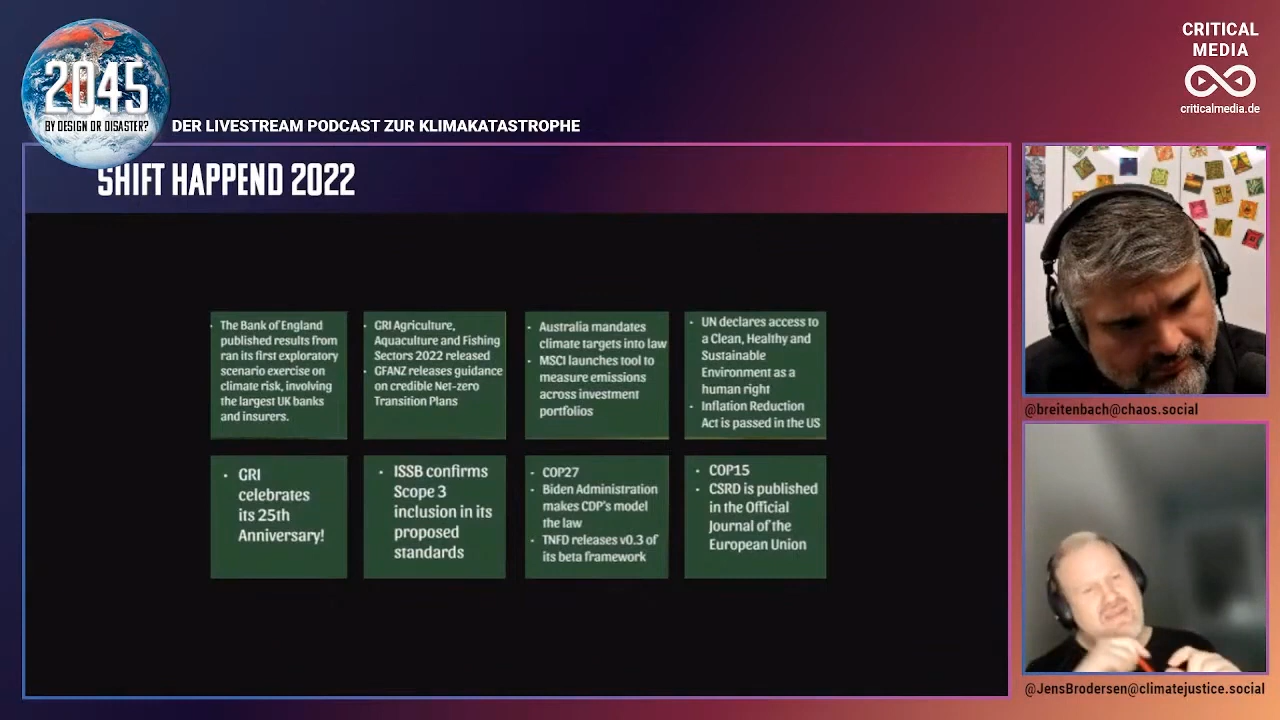 2045
BY DESIGN OR DISASTER?
DER LIVESTREAM PODCAST ZUR KLIMAKATASTROPHE
CRITICAL
MEDIA
criticalmedia.de
SHIFT HAPPEND 2022
The Bank of England
published results from
ran its first exploratory
scenario exercise on
climate risk, involving
the largest UK banks
and insurers.
GRI Agriculture,
Aquaculture and Fishing
Sectors 2022 released
GFANZ releases guidance
on credible Net-zero
Transition Plans
Australia mandates
climate targets into law
MSCI launches tool to
measure emissions
across investment
portfolios
UN declares access to
a Clean, Healthy and
Sustainable
Environment as a
human right
Inflation Reduction
Act is passed in the US
GRI
celebrates
its 25th
Anniversary!
ISSB confirms
Scope 3
inclusion in its
proposed
standards
COP27
Biden Administration
makes CDP's model
the law
TNFD releases v0.3 of
its beta framework
COP15
CSRD is published
in the Official
Journal of the
European Union
@breitenbach@chaos.social
@JensBrodersen@climatejustice.social